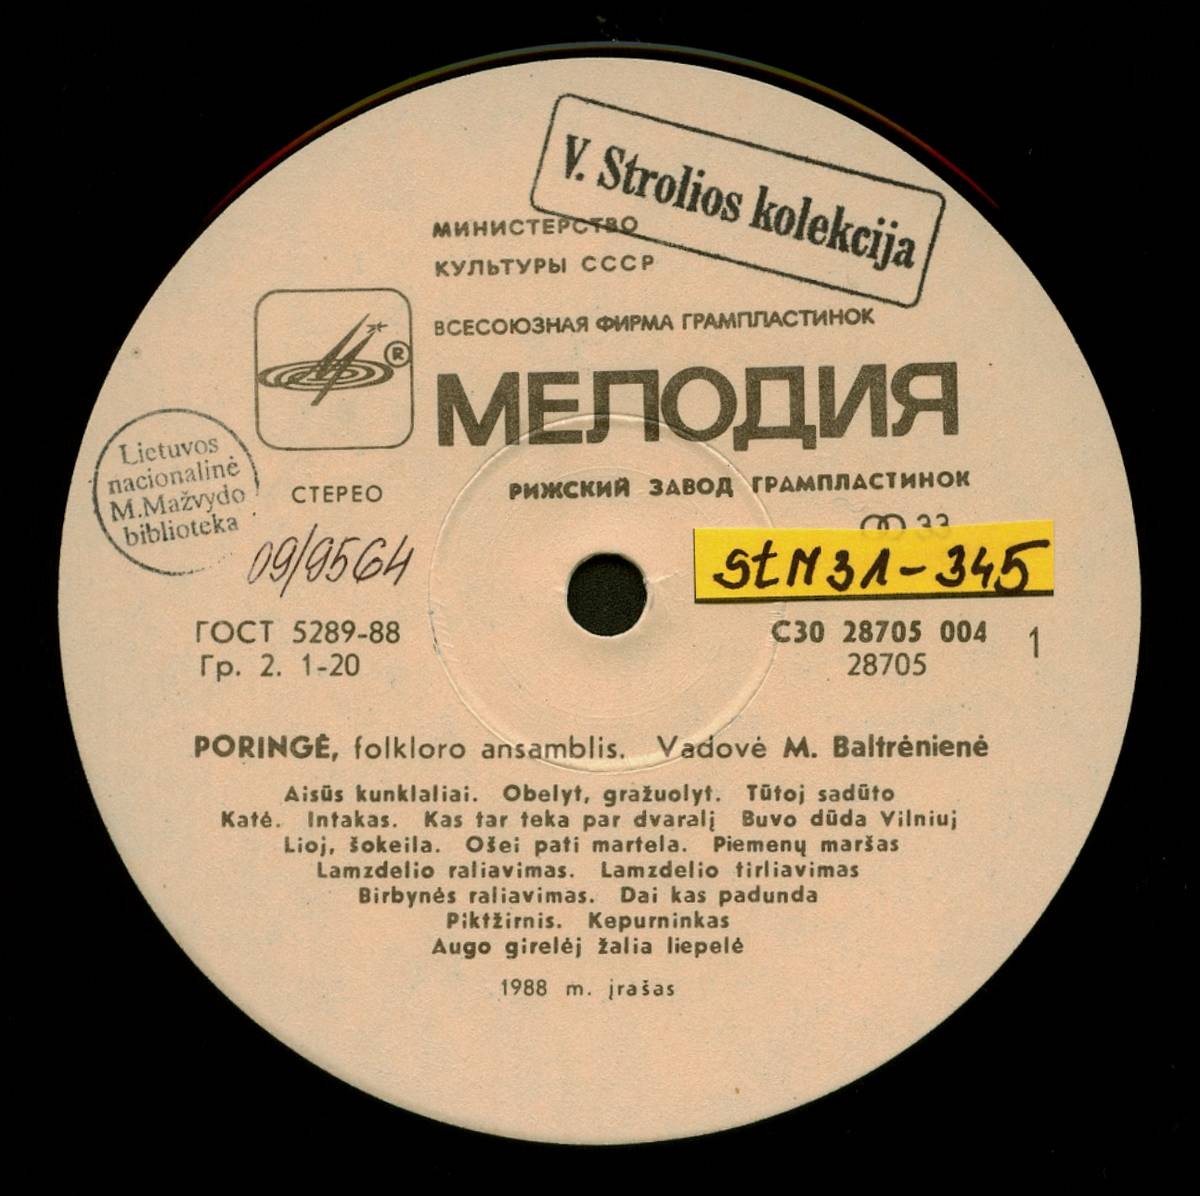 V. Strolios kolekcija
МИНИСТЕРСТВО
КУЛЬТУРЫ СССР
ВСЕСОЮЗНАЯ ФИРМА ГРАМПЛАСТИНОК
®
МЕЛОДИЯ
Lietuvos
nacionalinė
M.Mažvydo
biblioteka
СТЕРЕО
РИЖСКИЙ ЗАВОД ГРАМПЛАСТИНОК
33
09/9564
StN31-345
ГОСТ 5289-88
С30 28705 004
1
Гр. 2. 1-20
28705
PORINGĖ, folkloro ansamblis. Vadovė M. Baltrėnienė
Aisūs kunklaliai. Obelyt, gražuolyt. Tūtoj sadūto
Katė. Intakas. Kas tar teka par dvaralį Buvo dūda Vilniuj
Lioj, šokeila. Ošei pati martela. Piemenų maršas
Lamzdelio raliavimas. Lamzdelio tirliavimas
Birbynės raliavimas. Dai kas padunda
Piktžirnis. Kepurninkas
Augo girelėj žalia liepelė
1988 m. įrašas